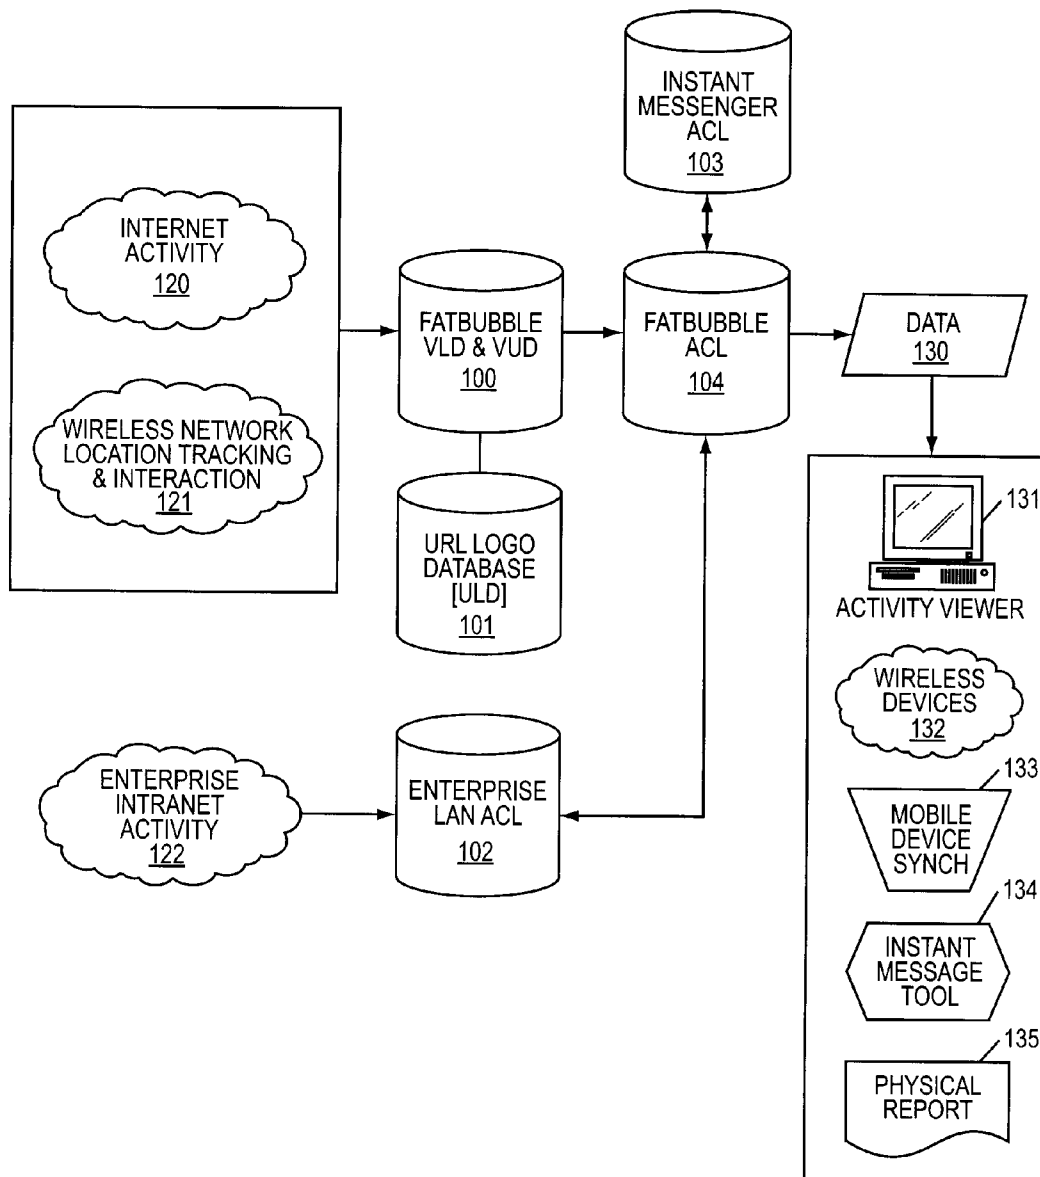 INSTANT
MESSENGER
ACL
103
INTERNET
ACTIVITY
120
WIRELESS NETWORK
LOCATION TRACKING
& INTERACTION
121
FATBUBBLE
VLD & VUD
100
FATBUBBLE
ACL
104
DATA
130
URL LOGO
DATABASE
[ULD]
101
ENTERPRISE
INTRANET
ACTIVITY
122
ENTERPRISE
LAN ACL
102
131
ACTIVITY VIEWER
WIRELESS
DEVICES
132
133
MOBILE
DEVICE
SYNCH
134
INSTANT
MESSAGE
TOOL
135
PHYSICAL
REPORT